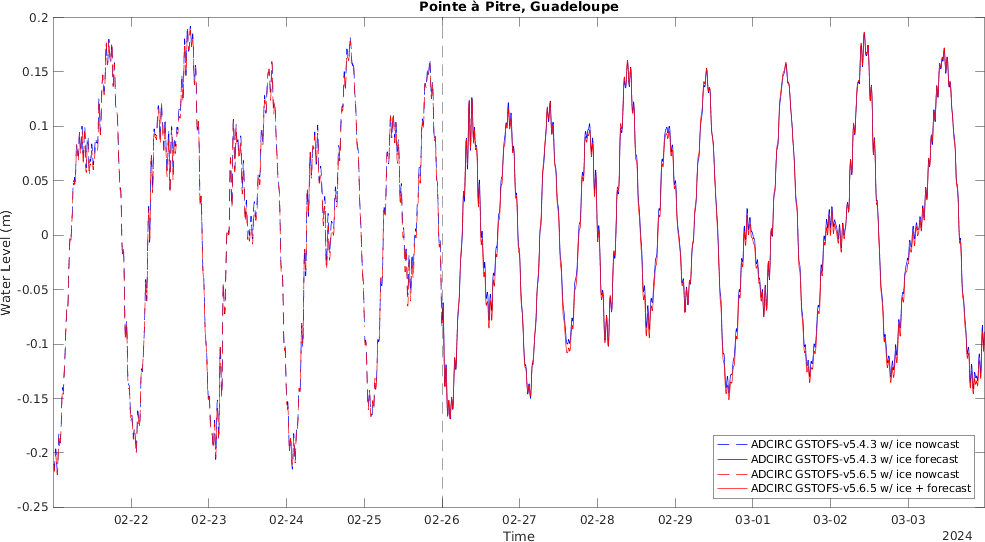 Pointe à Pitre, Guadeloupe
0.2
0.15
0.1
0.05
0
-0.05
-0.1
-0.15
-0.2
-0.25
Water Level (m)
ADCIRC GSTOFS-v5.4.3 w/ ice nowcast
ADCIRC GSTOFS-v5.4.3 w/ ice forecast
ADCIRC GSTOFS-v5.6.5 w/ ice nowcast
ADCIRC GSTOFS-v5.6.5 w/ ice + forecast
02-22 02-23 02-24 02-25 02-26 02-27 02-28 02-29 03-01 03-02 03-03
Time
2024